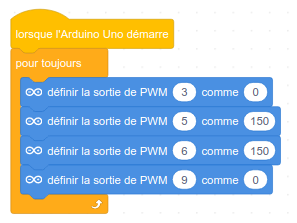 lorsque l'Arduino Uno démarre
pour toujours
définir la sortie de PWM 3 comme 0
définir la sortie de PWM 5 comme 150
définir la sortie de PWM 6 comme 150
définir la sortie de PWM 9 comme 0